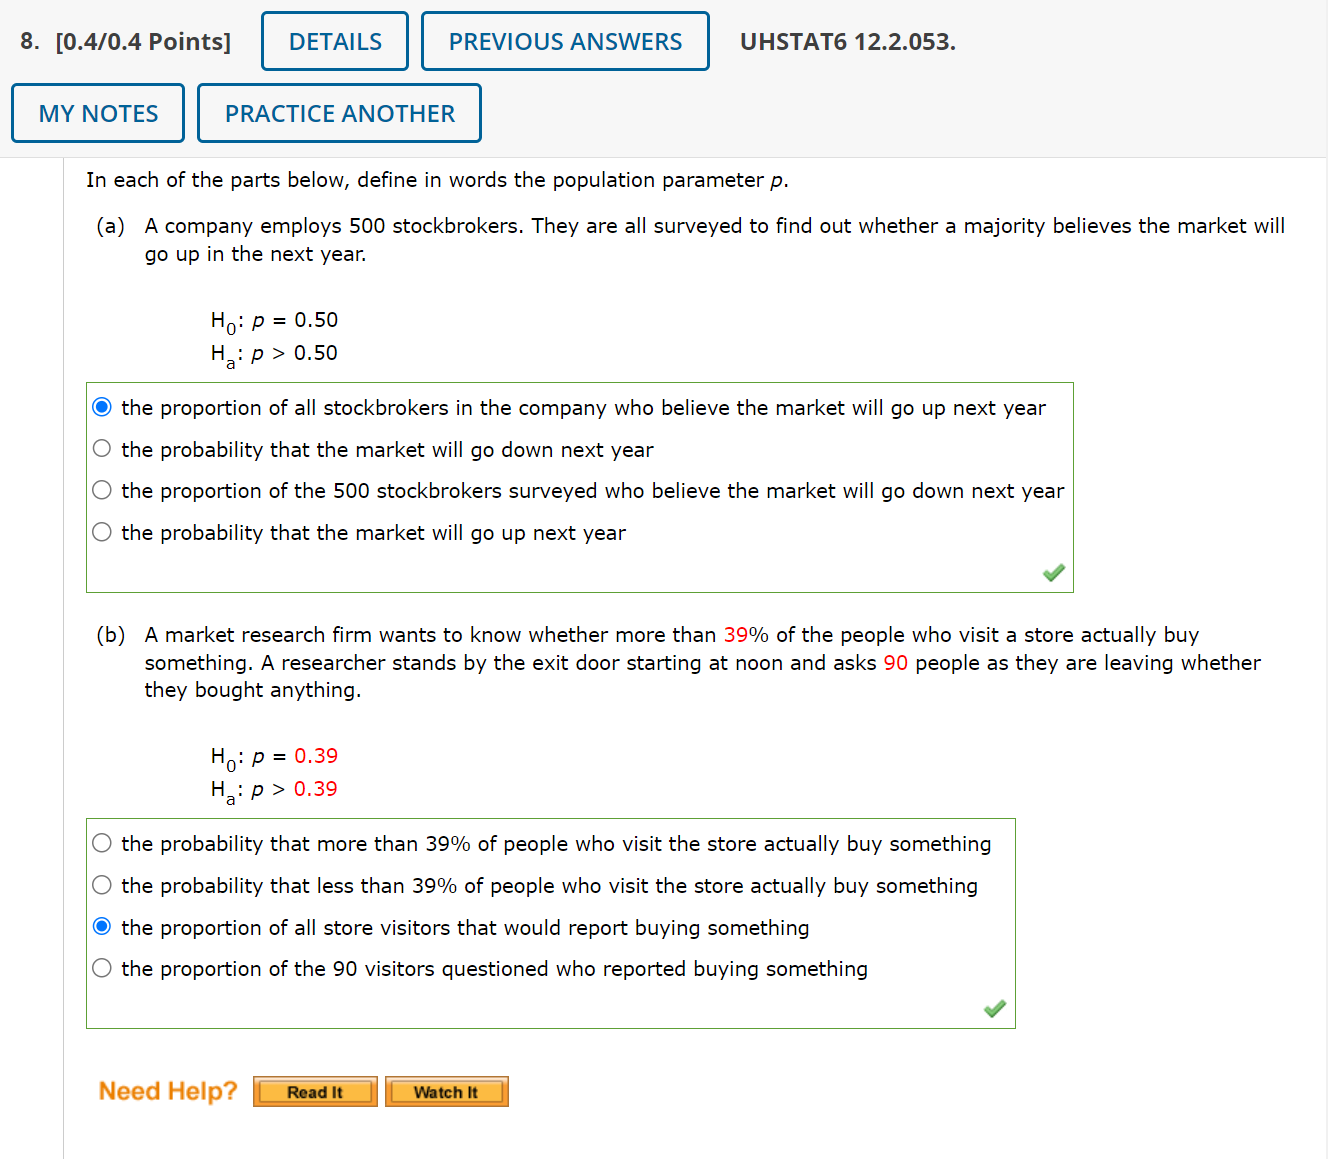 8. [0.4/0.4 Points] DETAILS PREVIOUS ANSWERS UHSTAT6 12.2.053.
MY NOTES PRACTICE ANOTHER
In each of the parts below, define in words the population parameter p.
(a) A company employs 500 stockbrokers. They are all surveyed to find out whether a majority believes the market will
go up in the next year.
H0: p = 0.50
Ha: p > 0.50
the proportion of all stockbrokers in the company who believe the market will go up next year
the probability that the market will go down next year
the proportion of the 500 stockbrokers surveyed who believe the market will go down next year
the probability that the market will go up next year
(b) A market research firm wants to know whether more than 39% of the people who visit a store actually buy
something. A researcher stands by the exit door starting at noon and asks 90 people as they are leaving whether
they bought anything.
H0: p = 0.39
Ha: p > 0.39
the probability that more than 39% of people who visit the store actually buy something
the probability that less than 39% of people who visit the store actually buy something
the proportion of all store visitors that would report buying something
the proportion of the 90 visitors questioned who reported buying something
Need Help? Read It Watch It